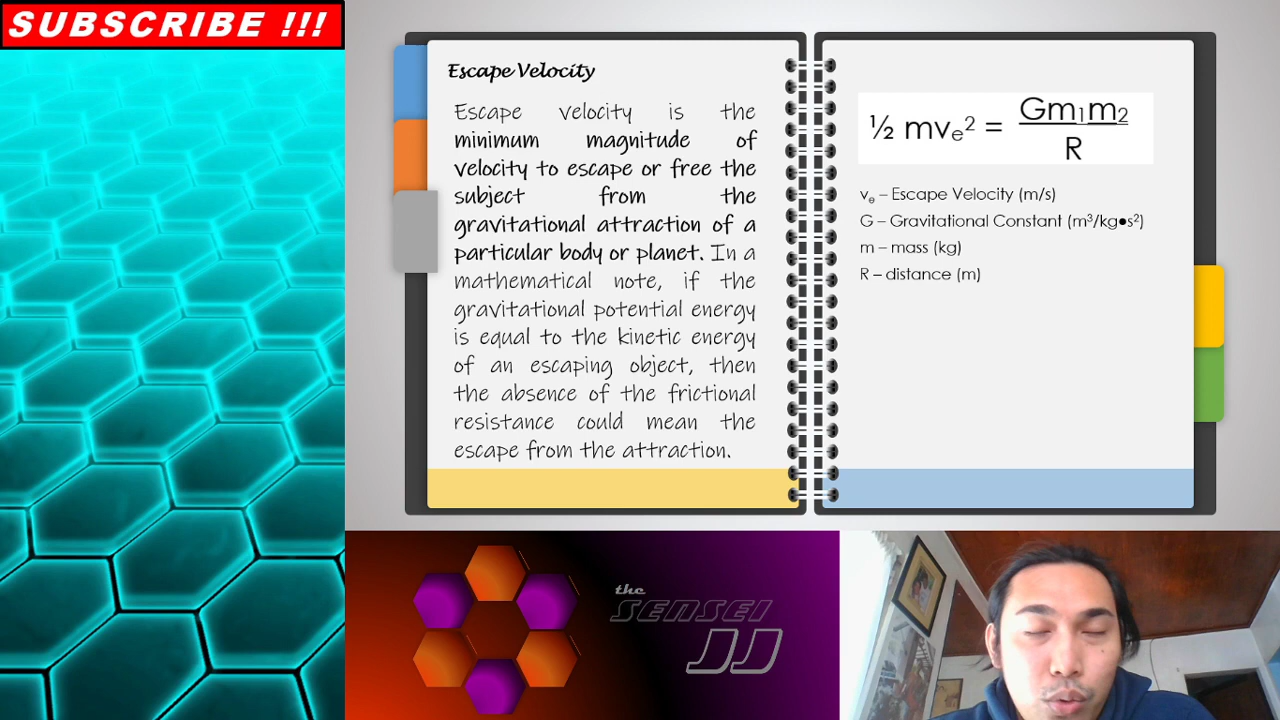 SUBSCRIBE !!!
Escape Velocity
Escape velocity is the
minimum magnitude of
velocity to escape or free the
subject from the
gravitational attraction of a
particular body or planet. In a
mathematical note, if the
gravitational potential energy
is equal to the kinetic energy
of an escaping object, then
the absence of the frictional
resistance could mean the
escape from the attraction.
½ mvₑ² = Gm₁m₂
R
vₑ – Escape Velocity (m/s)
G – Gravitational Constant (m³/kg●s²)
m – mass (kg)
R – distance (m)
the
SENSEI
JJ